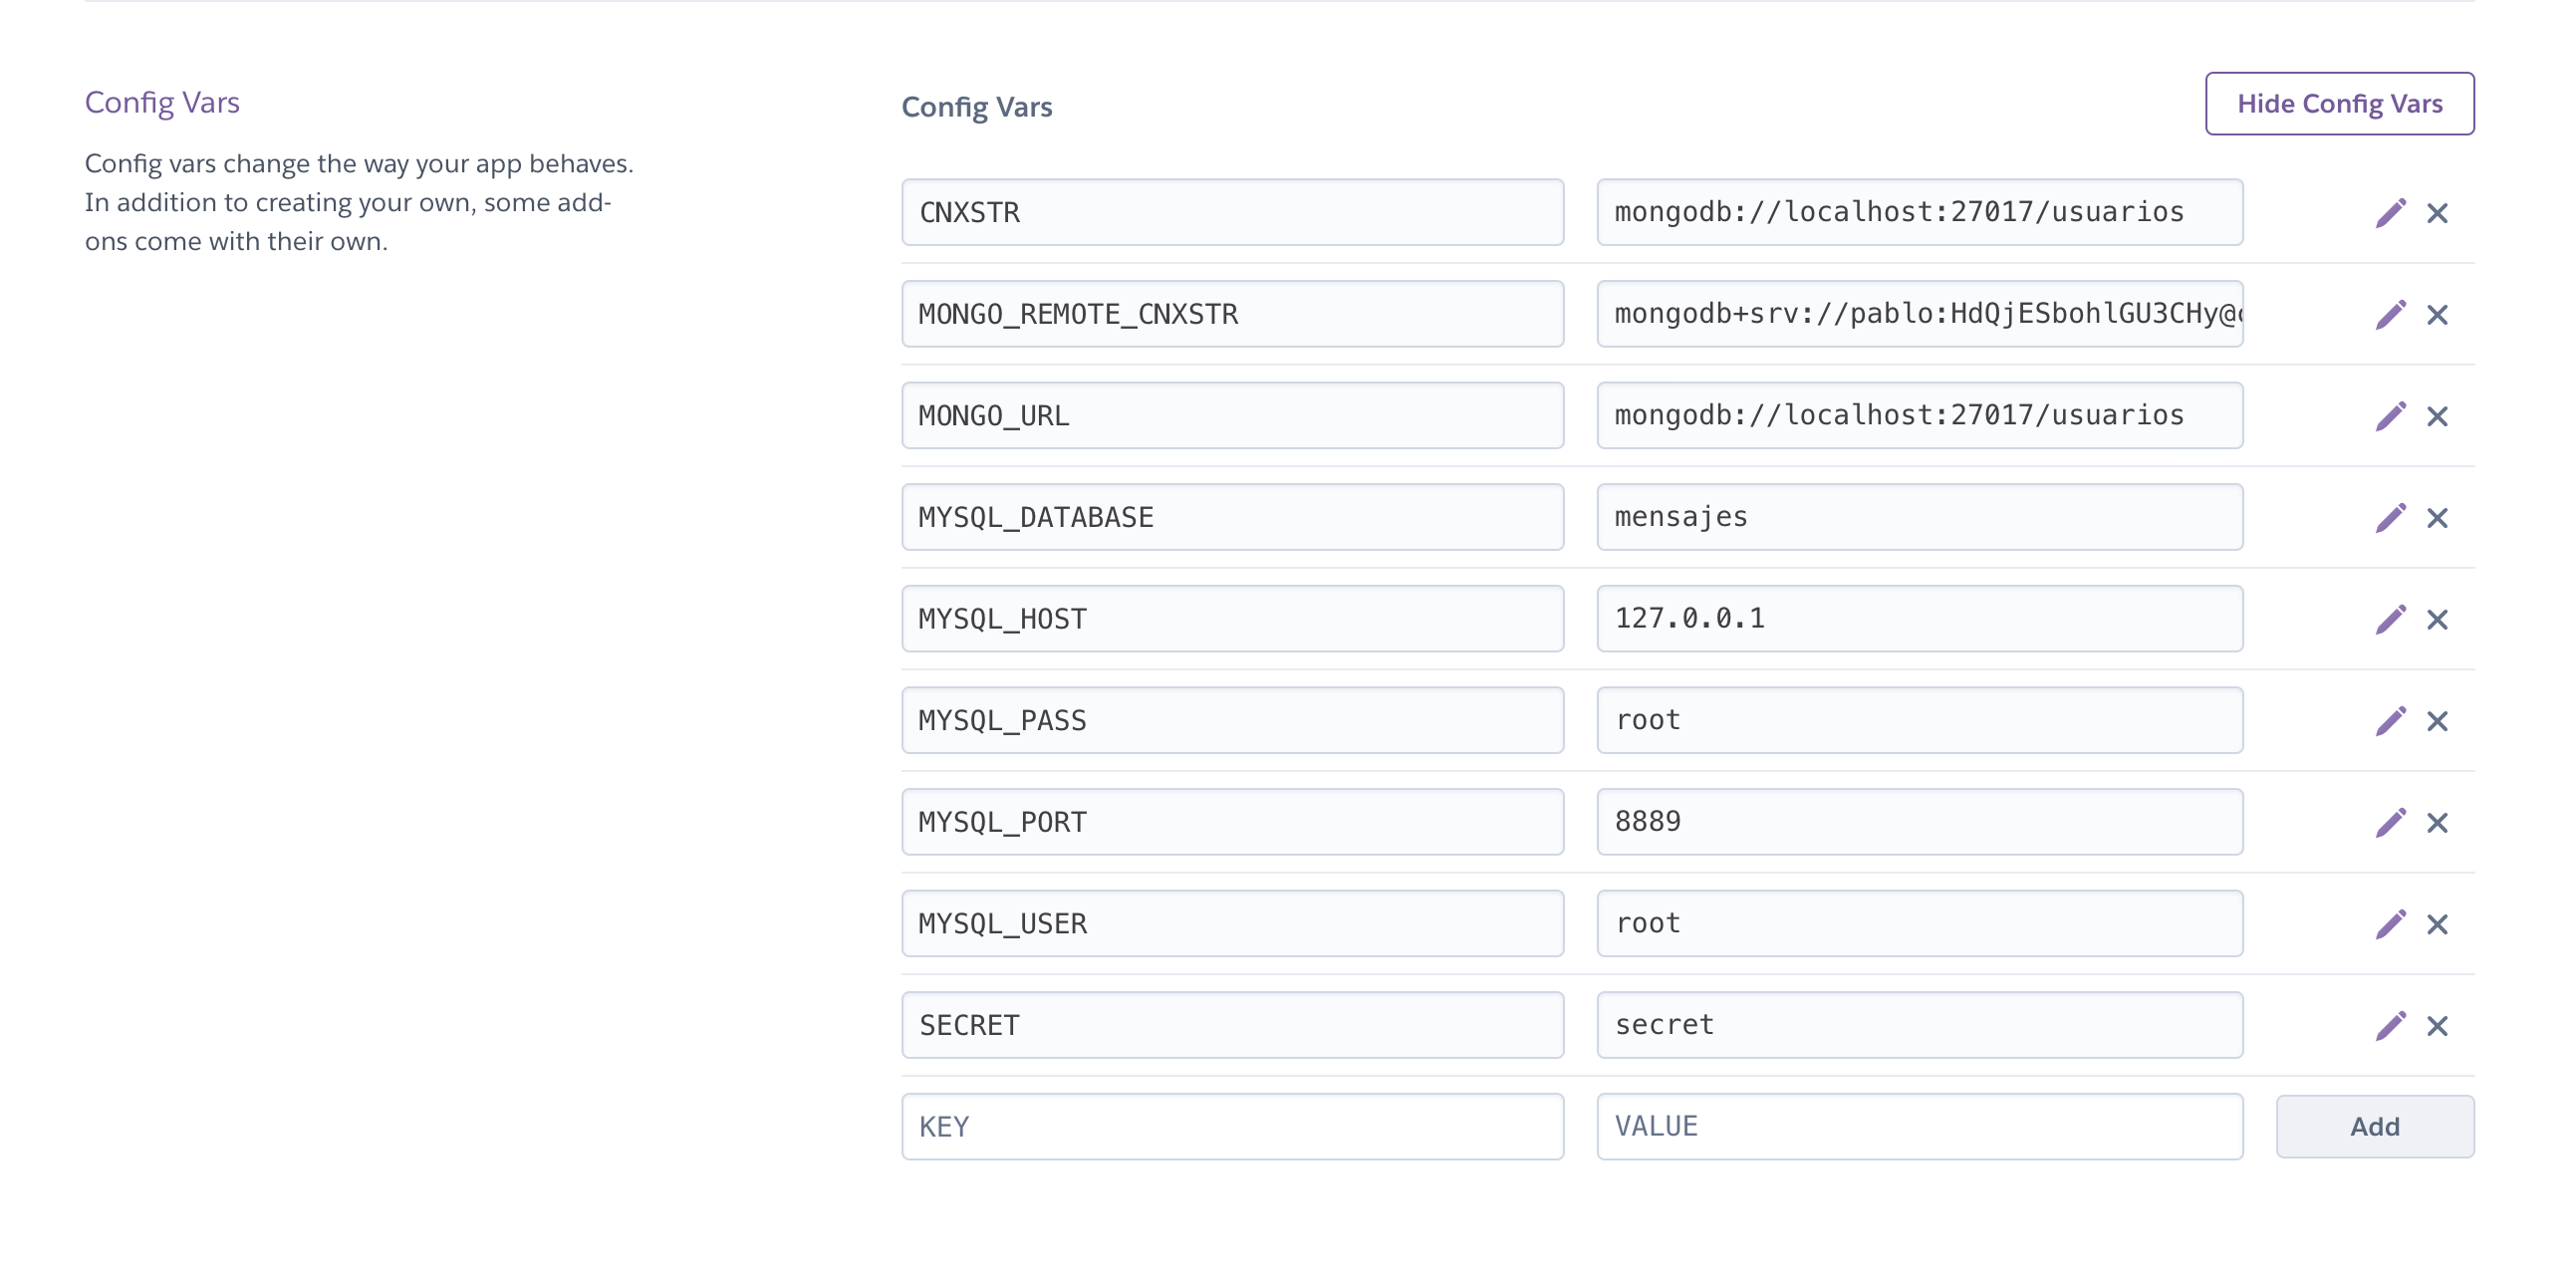 Config Vars
Config vars change the way your app behaves.
In addition to creating your own, some add-
ons come with their own.
Config Vars
Hide Config Vars
CNXSTR mongodb://localhost:27017/usuarios
MONGO_REMOTE_CNXSTR mongodb+srv://pablo:HdQjESbohlGU3CHy@
MONGO_URL mongodb://localhost:27017/usuarios
MYSQL_DATABASE mensajes
MYSQL_HOST 127.0.0.1
MYSQL_PASS root
MYSQL_PORT 8889
MYSQL_USER root
SECRET secret
KEY VALUE Add